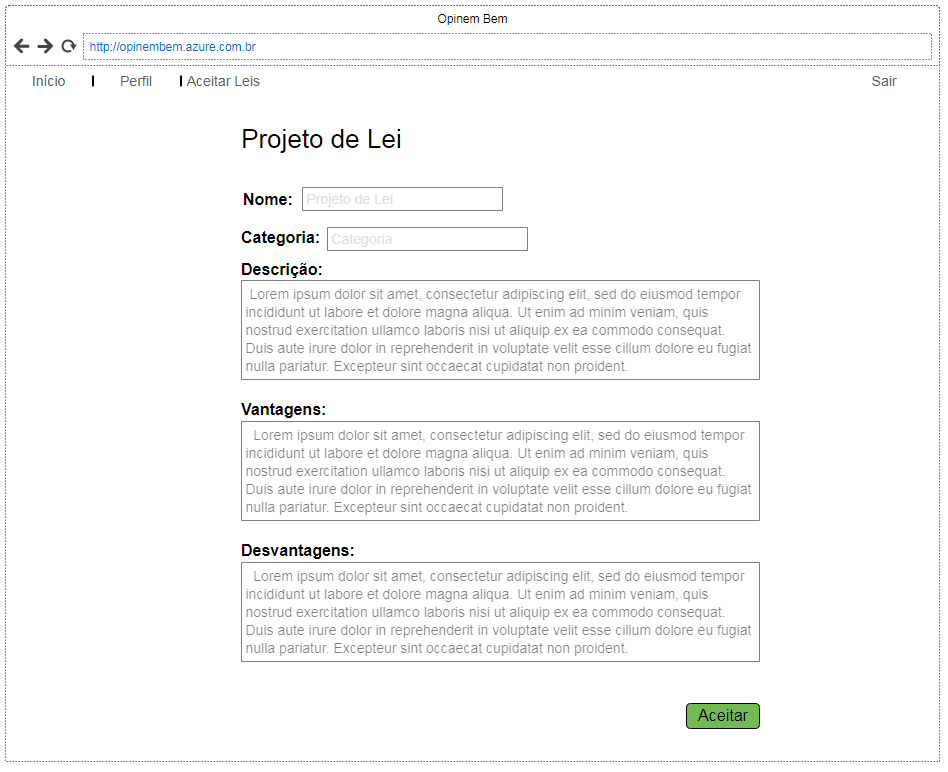 Opinem Bem
http://opinembem.azure.com.br
Início Perfil Aceitar Leis Sair
Projeto de Lei
Nome: Projeto de Lei
Categoria: Categoria
Descrição:
Lorem ipsum dolor sit amet, consectetur adipiscing elit, sed do eiusmod tempor
incididunt ut labore et dolore magna aliqua. Ut enim ad minim veniam, quis
nostrud exercitation ullamco laboris nisi ut aliquip ex ea commodo consequat.
Duis aute irure dolor in reprehenderit in voluptate velit esse cillum dolore eu fugiat
nulla pariatur. Excepteur sint occaecat cupidatat non proident.
Vantagens:
Lorem ipsum dolor sit amet, consectetur adipiscing elit, sed do eiusmod tempor
incididunt ut labore et dolore magna aliqua. Ut enim ad minim veniam, quis
nostrud exercitation ullamco laboris nisi ut aliquip ex ea commodo consequat.
Duis aute irure dolor in reprehenderit in voluptate velit esse cillum dolore eu fugiat
nulla pariatur. Excepteur sint occaecat cupidatat non proident.
Desvantagens:
Lorem ipsum dolor sit amet, consectetur adipiscing elit, sed do eiusmod tempor
incididunt ut labore et dolore magna aliqua. Ut enim ad minim veniam, quis
nostrud exercitation ullamco laboris nisi ut aliquip ex ea commodo consequat.
Duis aute irure dolor in reprehenderit in voluptate velit esse cillum dolore eu fugiat
nulla pariatur. Excepteur sint occaecat cupidatat non proident.
Aceitar